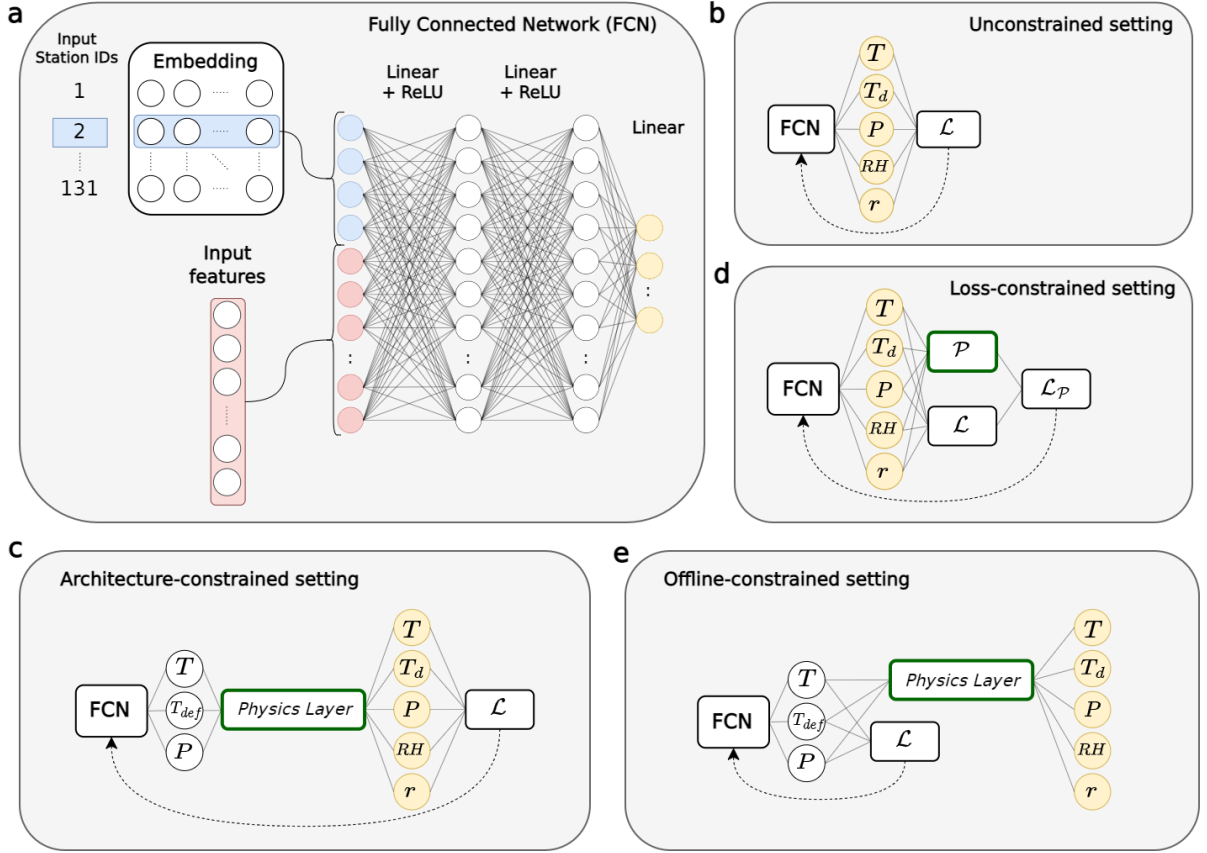 a
Fully Connected Network (FCN)
Input
Station IDs
Embedding
1
2
131
Linear
+ ReLU
Linear
+ ReLU
Linear
Input
features
b
Unconstrained setting
FCN
T
T_d
P
RH
r
ℒ
d
Loss-constrained setting
FCN
T
T_d
P
RH
r
𝒫
ℒ
ℒ_𝒫
c
Architecture-constrained setting
FCN
T
T_def
P
Physics Layer
T
T_d
P
RH
r
ℒ
e
Offline-constrained setting
FCN
T
T_def
P
ℒ
Physics Layer
T
T_d
P
RH
r